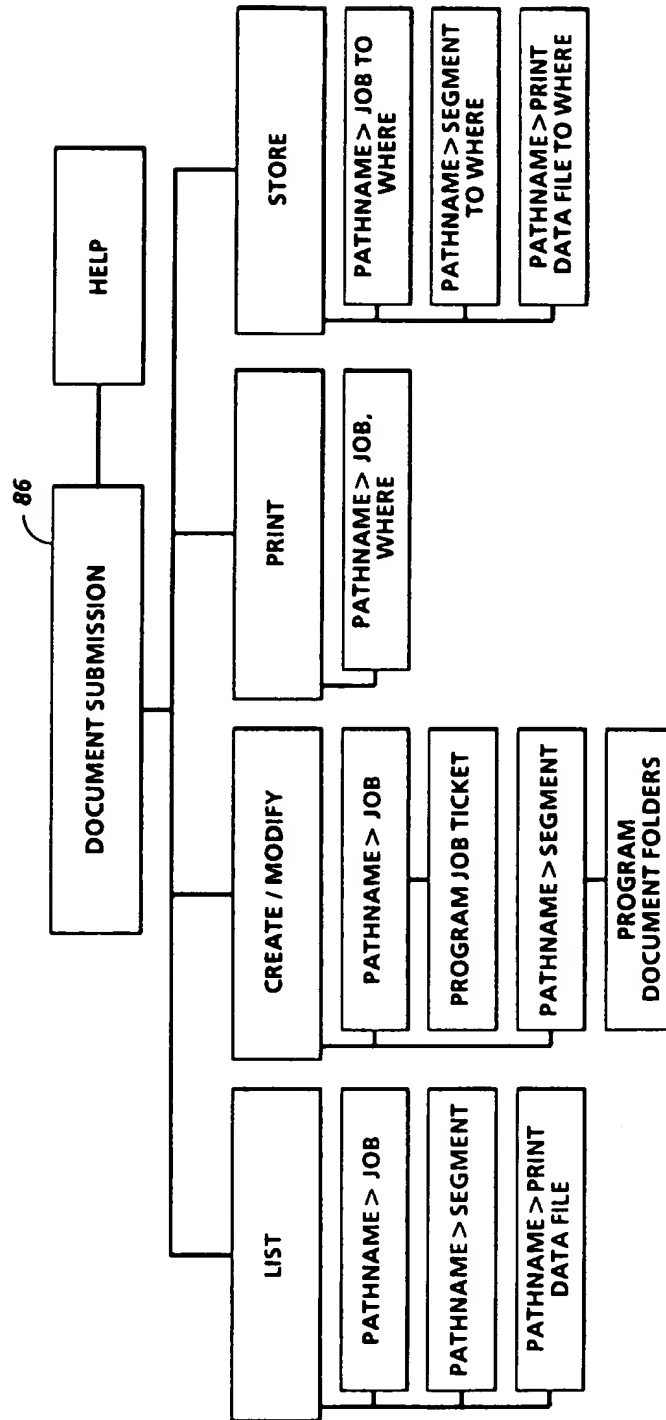 86
DOCUMENT SUBMISSION
HELP
LIST
PATHNAME > JOB
PATHNAME > SEGMENT
PATHNAME > PRINT
DATA FILE
CREATE / MODIFY
PATHNAME > JOB
PROGRAM JOB TICKET
PATHNAME > SEGMENT
PROGRAM
DOCUMENT FOLDERS
PRINT
PATHNAME > JOB,
WHERE
STORE
PATHNAME > JOB TO
WHERE
PATHNAME > SEGMENT
TO WHERE
PATHNAME > PRINT
DATA FILE TO WHERE